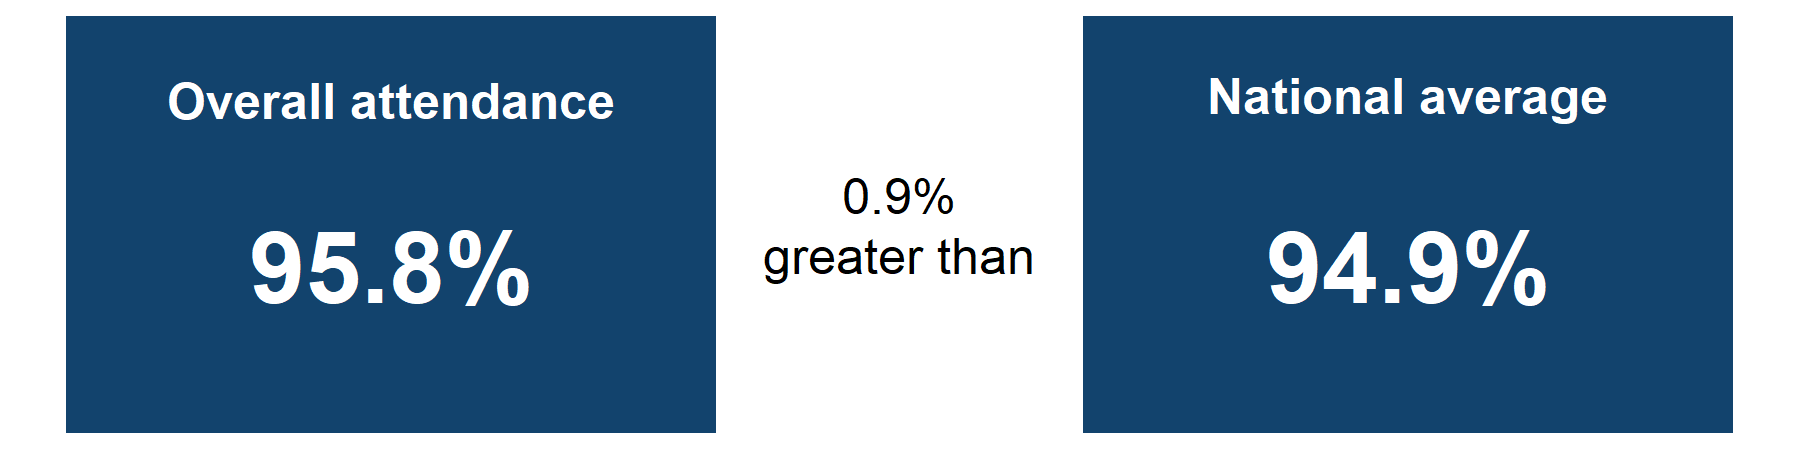 Overall attendance
95.8%
0.9%
greater than
National average
94.9%